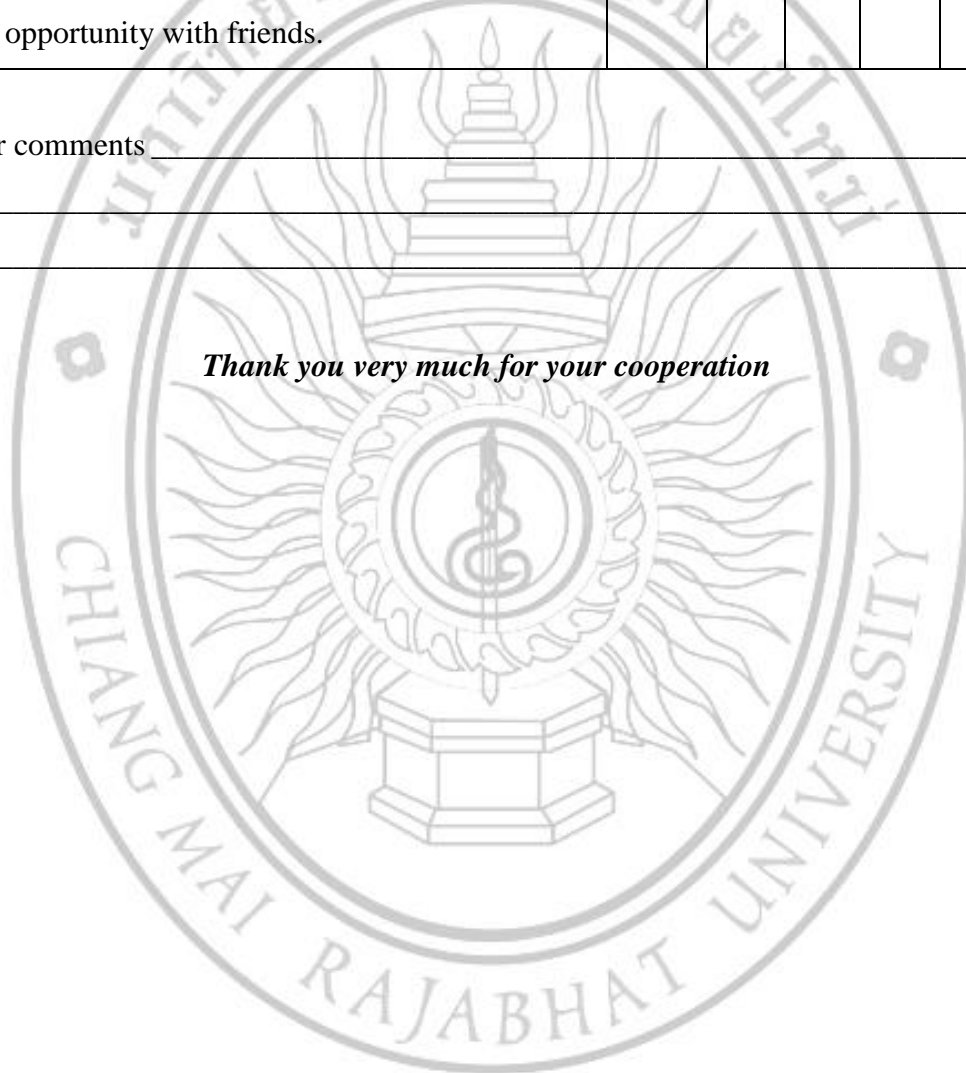 opportunity with friends.
r comments
Thank you very much for your cooperation
CHIANG MAI RAJABHAT UNIVERSITY